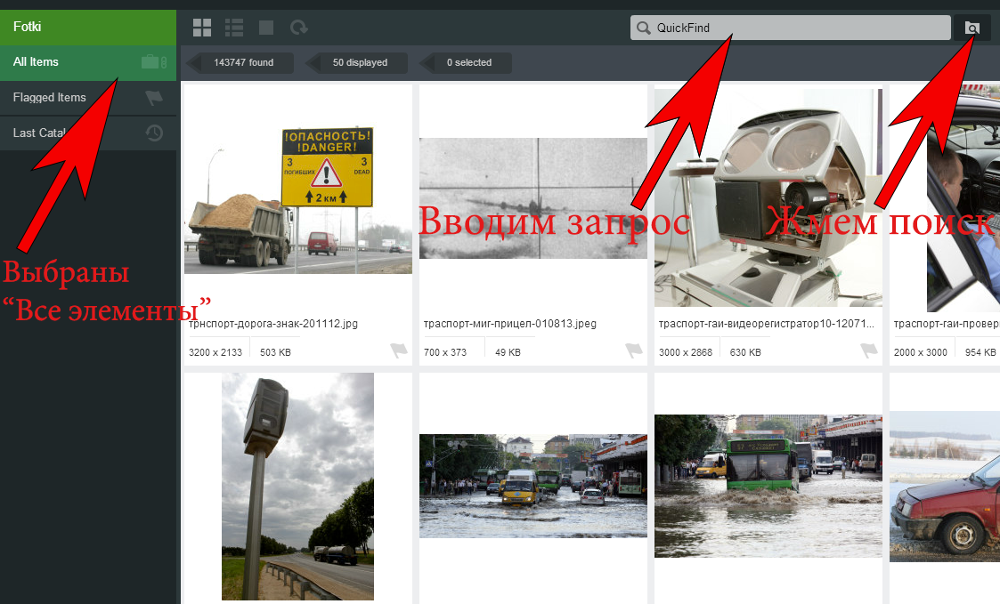 Fotki
QuickFind
All Items
143747 found
50 displayed
0 selected
Flagged Items
Last Catal
!ОПАСНОСТЬ!
!DANGER!
3
3
ПОГИБШИХ
DEAD
2 км
Вводим запрос
Жмем поиск
Выбраны
“Все элементы”
трнспорт-дорога-знак-201112.jpg
траспорт-миг-прицел-010813.jpeg
траспорт-гаи-видеорегистратор10-12071...
траспорт-гаи-провер
3200 x 2133
503 KB
700 x 373
49 KB
3000 x 2868
630 KB
2000 x 3000
954 KB